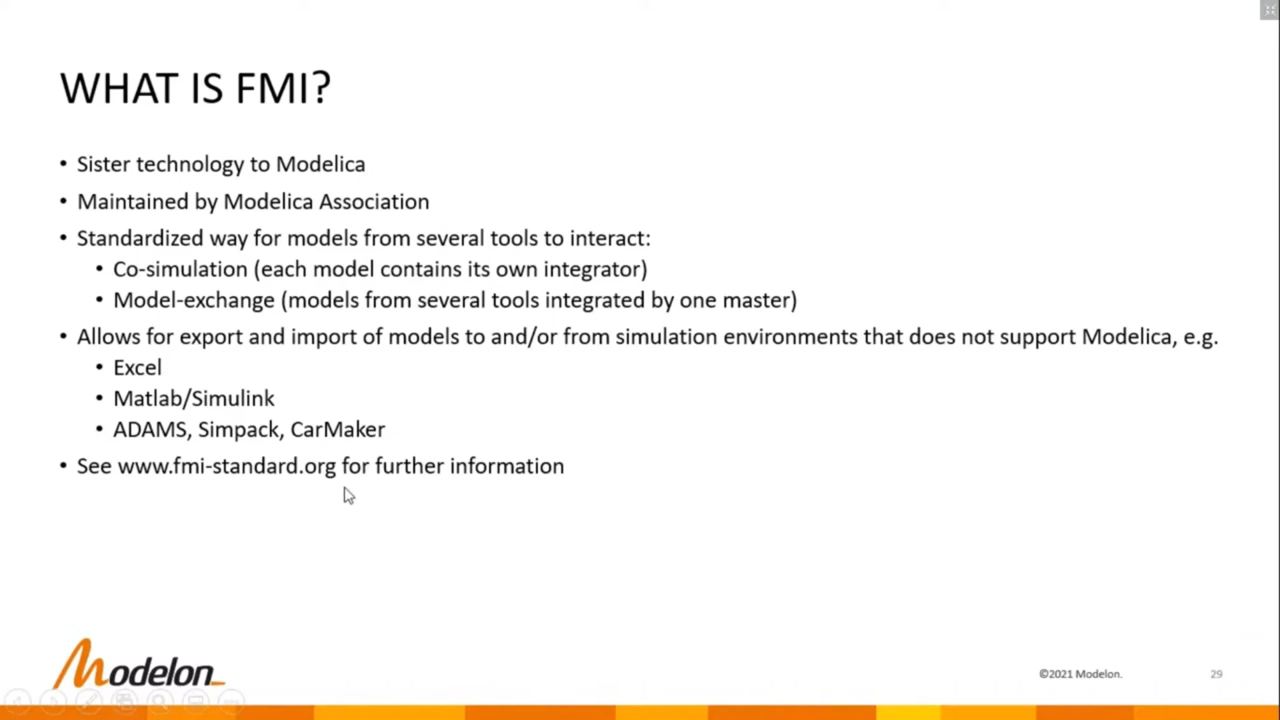 WHAT IS FMI?
• Sister technology to Modelica
• Maintained by Modelica Association
• Standardized way for models from several tools to interact:
• Co-simulation (each model contains its own integrator)
• Model-exchange (models from several tools integrated by one master)
• Allows for export and import of models to and/or from simulation environments that does not support Modelica, e.g.
• Excel
• Matlab/Simulink
• ADAMS, Simpack, CarMaker
• See www.fmi-standard.org for further information
Modelon
©2021 Modelon.
29